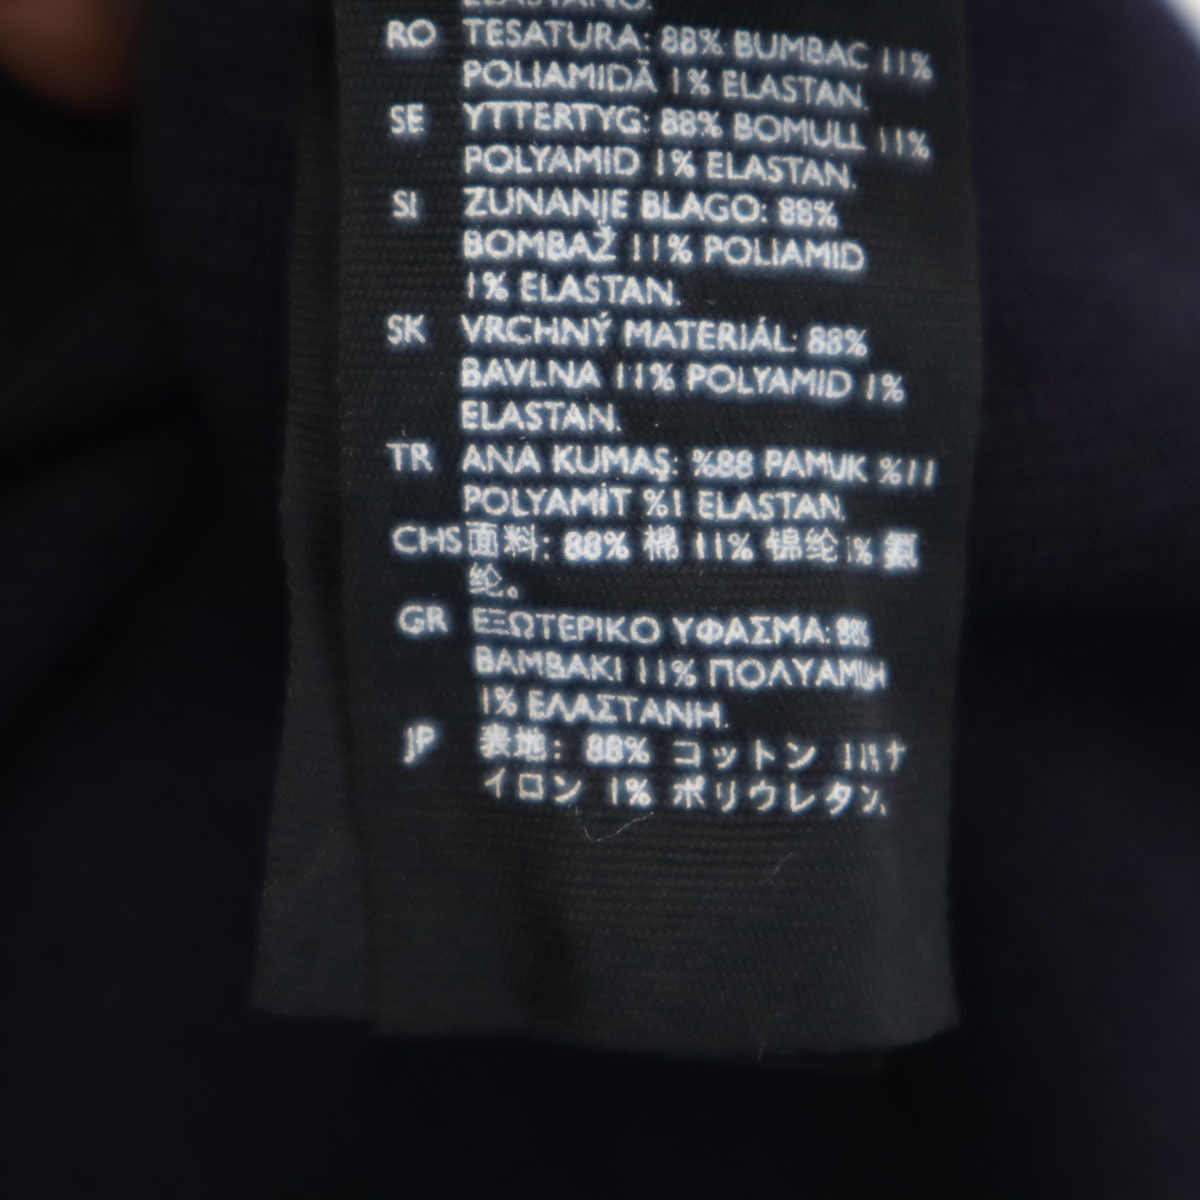 ELASTANO.
RO TESATURA: 88% BUMBAC 11%
POLIAMIDĂ 1% ELASTAN.
SE YTTERTYG: 88% BOMULL 11%
POLYAMID 1% ELASTAN.
SI ZUNANJE BLAGO: 88%
BOMBAŽ 11% POLIAMID
1% ELASTAN.
SK VRCHNÝ MATERIÁL: 88%
BAVLNA 11% POLYAMID 1%
ELASTAN.
TR ANA KUMAŞ: %88 PAMUK %11
POLYAMİT %1 ELASTAN.
CHS 面料: 88% 棉 11% 锦纶 1% 氨
纶。
GR ΕΞΩΤΕΡΙΚΟ ΥΦΑΣΜΑ: 88%
ΒΑΜΒΑΚΙ 11% ΠΟΛΥΑΜΙΔΗ
1% ΕΛΑΣΤΑΝΗ.
JP 表地: 88% コットン 11% ナ
イロン 1% ポリウレタン.